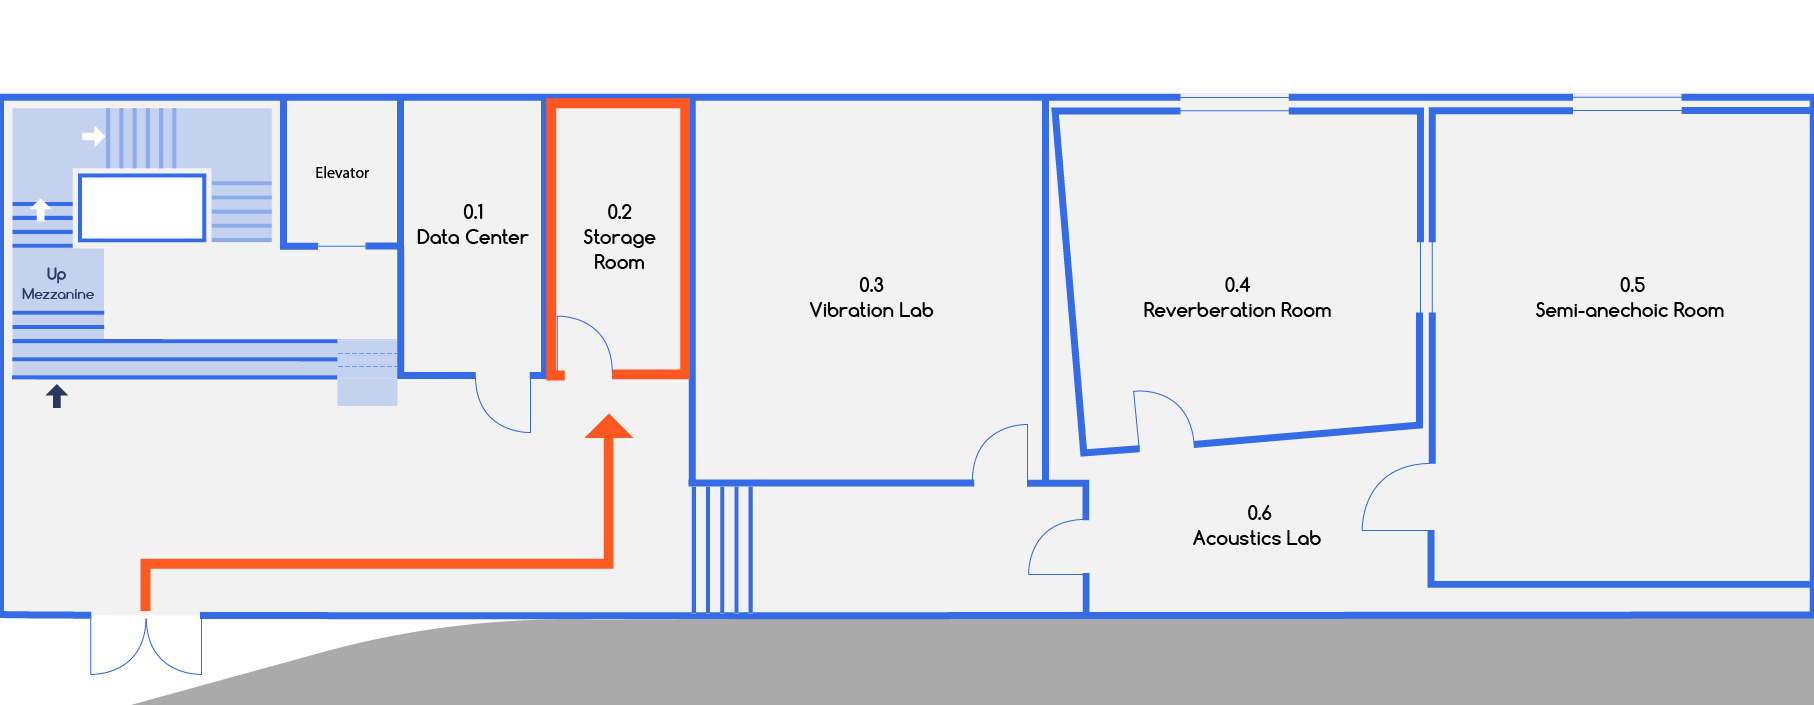 Elevator
0.1
Data Center
0.2
Storage
Room
Up
Mezzanine
0.3
Vibration Lab
0.4
Reverberation Room
0.5
Semi-anechoic Room
0.6
Acoustics Lab